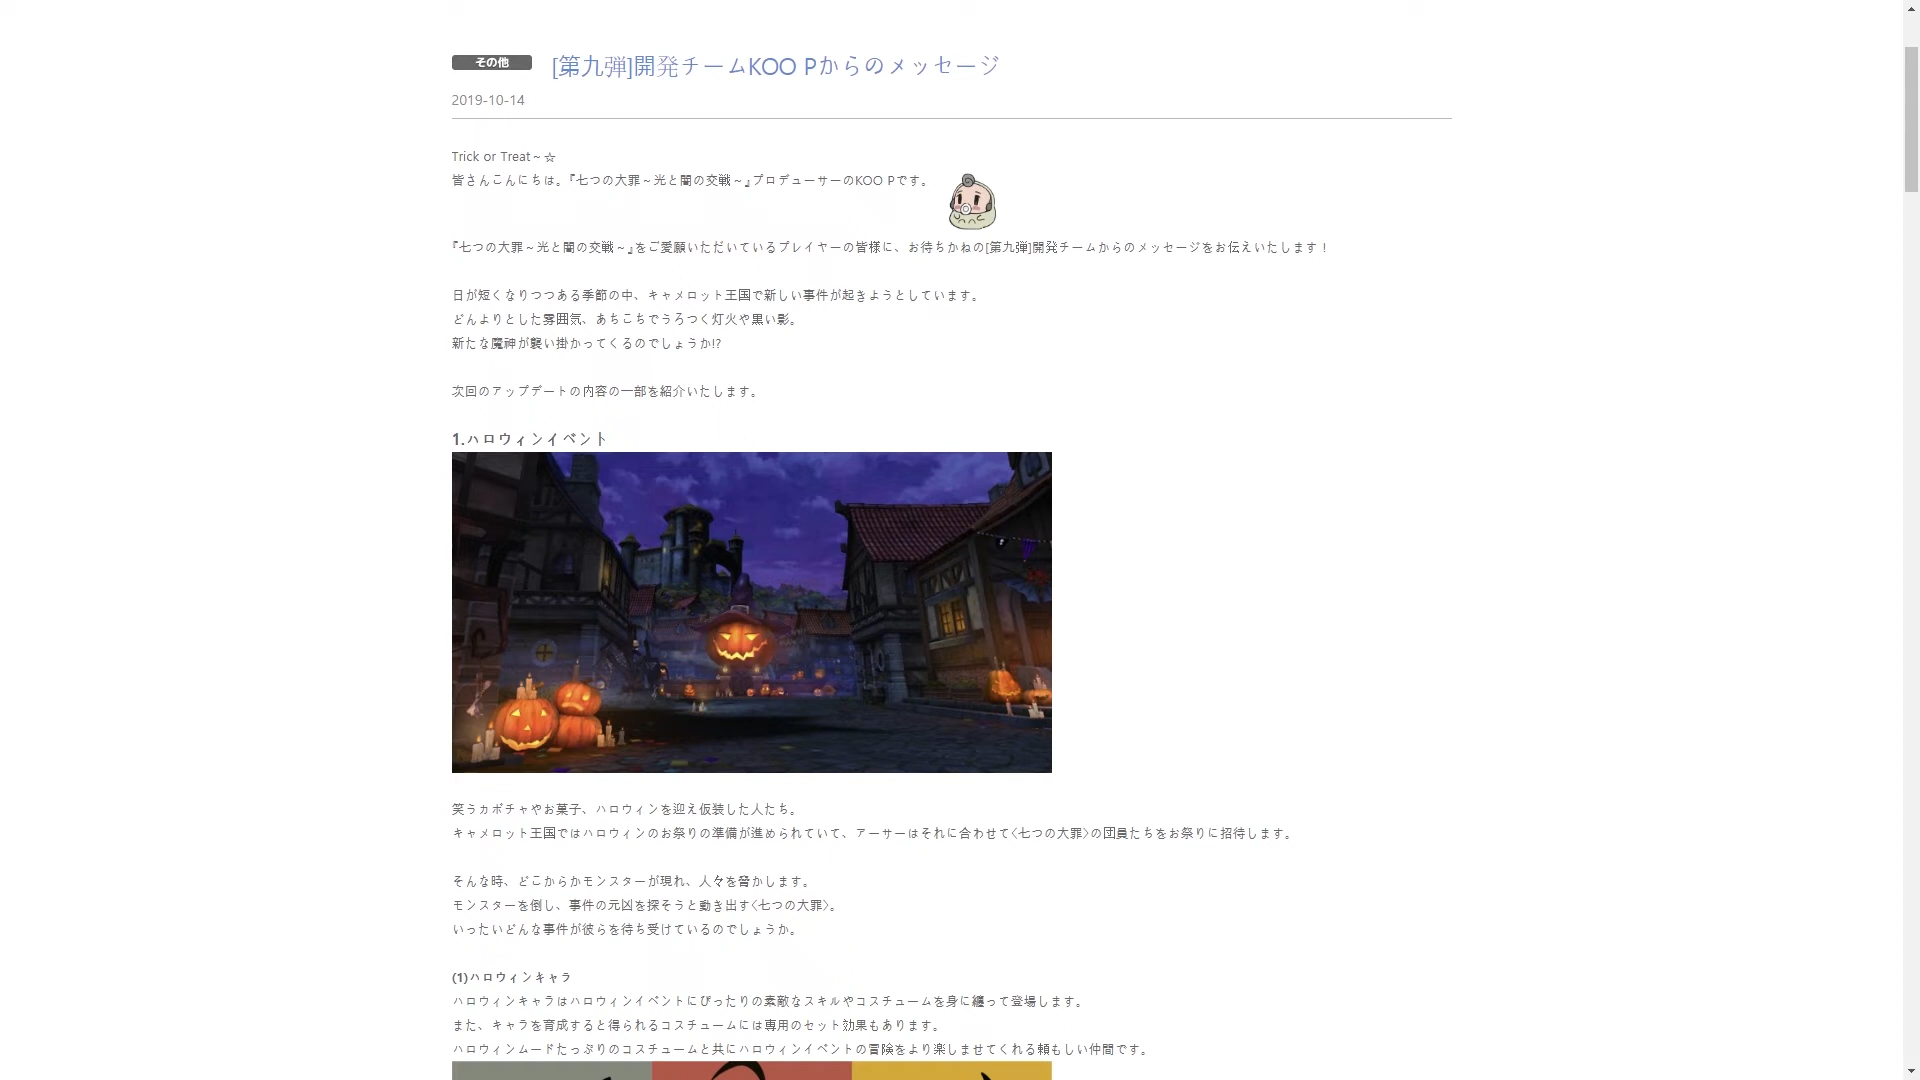 その他
[第九弾]開発チームKOO Pからのメッセージ
2019-10-14
Trick or Treat～☆
皆さんこんにちは。『七つの大罪～光と闇の交戦～』プロデューサーのKOO Pです。
『七つの大罪～光と闇の交戦～』をご愛願いただいているプレイヤーの皆様に、お待ちかねの[第九弾]開発チームからのメッセージをお伝えいたします！
日が短くなりつつある季節の中、キャメロット王国で新しい事件が起きようとしています。
どんよりとした雰囲気、あちこちでうろつく灯火や黒い影。
新たな魔神が襲い掛かってくるのでしょうか!?
次回のアップデートの内容の一部を紹介いたします。
1.ハロウィンイベント
笑うカボチャやお菓子、ハロウィンを迎え仮装した人たち。
キャメロット王国ではハロウィンのお祭りの準備が進められていて、アーサーはそれに合わせて〈七つの大罪〉の団員たちをお祭りに招待します。
そんな時、どこからかモンスターが現れ、人々を脅かします。
モンスターを倒し、事件の元凶を探そうと動き出す〈七つの大罪〉。
いったいどんな事件が彼らを待ち受けているのでしょうか。
(1)ハロウィンキャラ
ハロウィンキャラはハロウィンイベントにぴったりの素敵なスキルやコスチュームを身に纏って登場します。
また、キャラを育成すると得られるコスチュームには専用のセット効果もあります。
ハロウィンムードたっぷりのコスチュームと共にハロウィンイベントの冒険をより楽しませてくれる頼もしい仲間です。